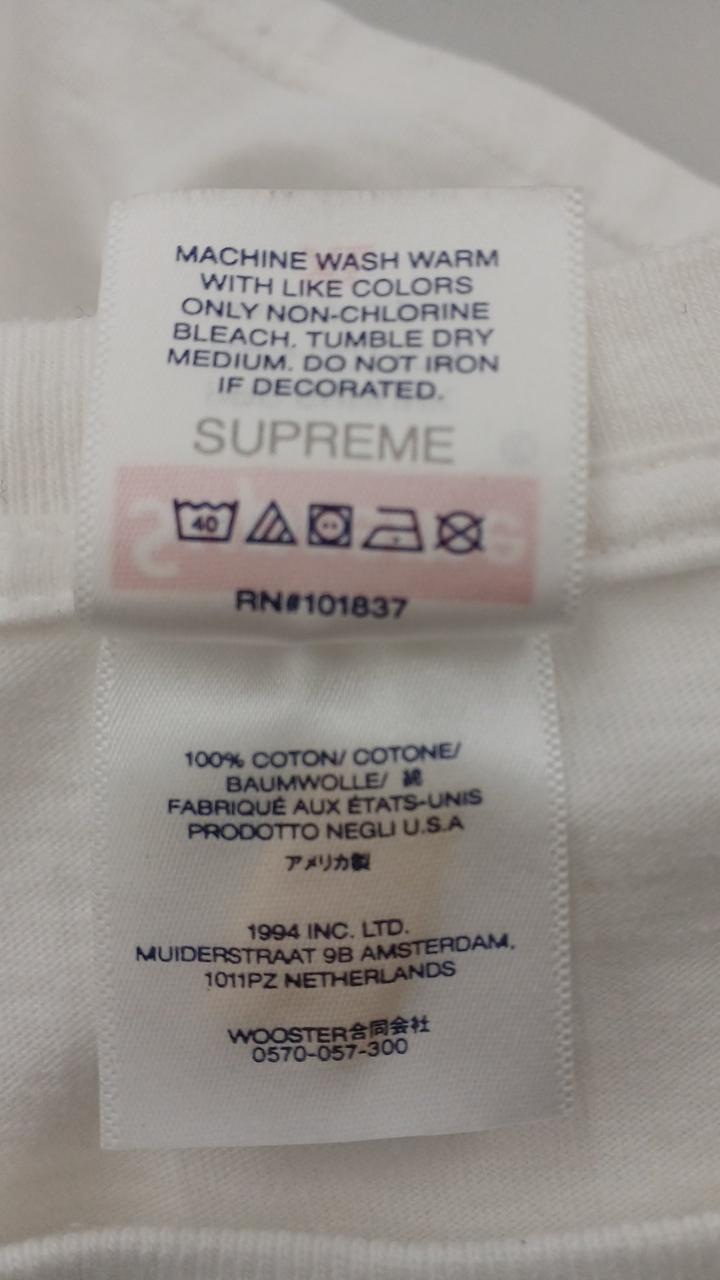 MACHINE WASH WARM
WITH LIKE COLORS
ONLY NON-CHLORINE
BLEACH. TUMBLE DRY
MEDIUM. DO NOT IRON
IF DECORATED.
SUPREME
40
RN#101837
100% COTON/ COTONE/
BAUMWOLLE/ 綿
FABRIQUÉ AUX ÉTATS-UNIS
PRODOTTO NEGLI U.S.A
アメリカ製
1994 INC. LTD.
MUIDERSTRAAT 9B AMSTERDAM,
1011PZ NETHERLANDS
WOOSTER合同会社
0570-057-300